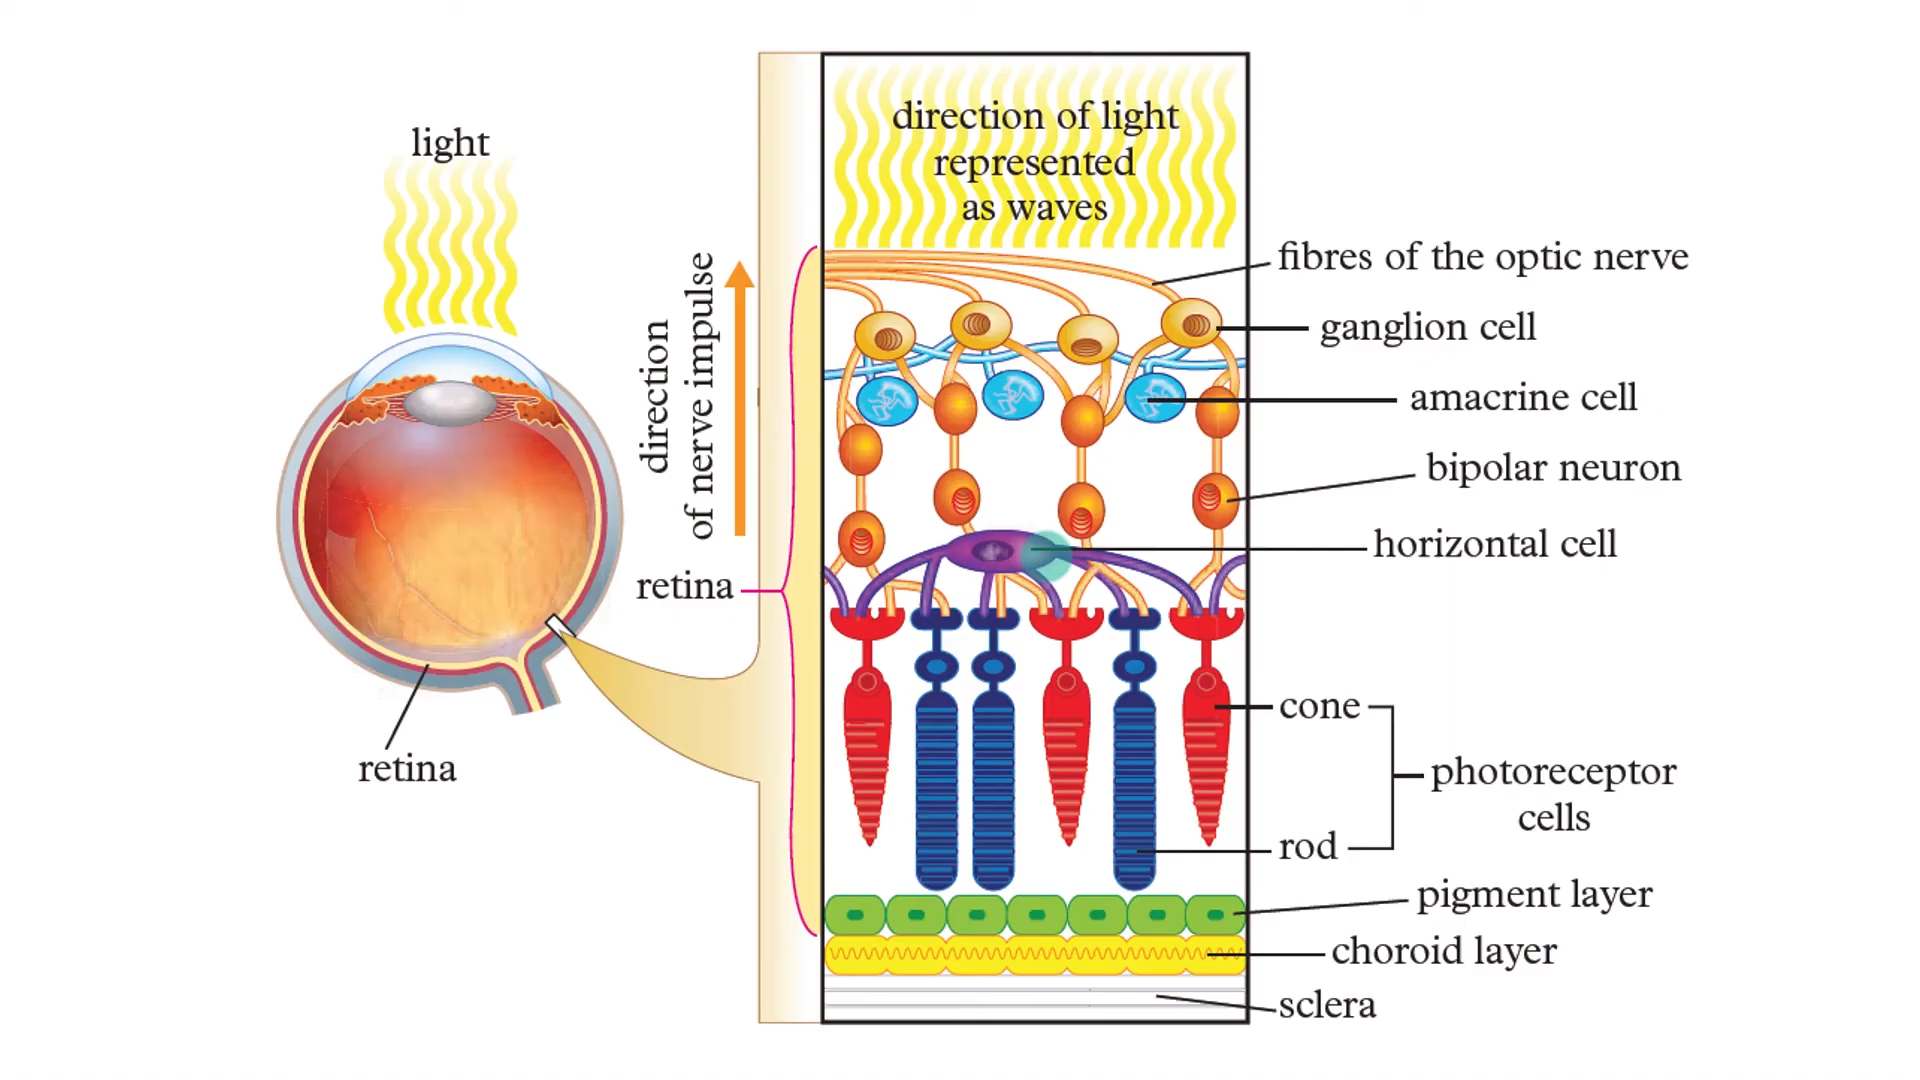 light
direction of light
represented
as waves
direction
of nerve impulse
retina
retina
fibres of the optic nerve
ganglion cell
amacrine cell
bipolar neuron
horizontal cell
cone
photoreceptor
cells
rod
pigment layer
choroid layer
sclera